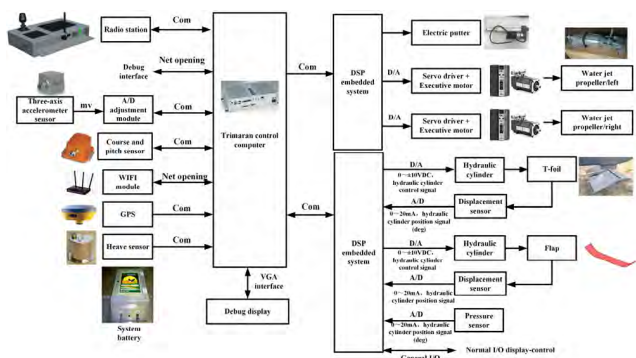 Radio station
Com
Debug
interface
Net opening
Three-axis
accelerometer
sensor
mv
A/D
adjustment
module
Com
Course and
pitch sensor
Com
WIFI
module
Net opening
GPS
Com
Heave sensor
Com
System
battery
Trimaran control
computer
VGA
interface
Debug display
Com
Com
DSP
embedded
system
Electric putter
D/A
Servo driver +
Executive motor
Water jet
propeller/left
D/A
Servo driver +
Executive motor
Water jet
propeller/right
DSP
embedded
system
D/A
0~±10VDC,
hydraulic cylinder
control signal
Hydraulic
cylinder
T-foil
A/D
0~20mA, hydraulic
cylinder position signal
(deg)
Displacement
sensor
D/A
0~±10VDC,
hydraulic cylinder
control signal
Hydraulic
cylinder
Flap
A/D
0~20mA, hydraulic
cylinder position signal
Displacement
sensor
A/D
0~20mA, hydraulic
cylinder position signal
(deg)
Pressure
sensor
Normal I/O display-control
General I/O